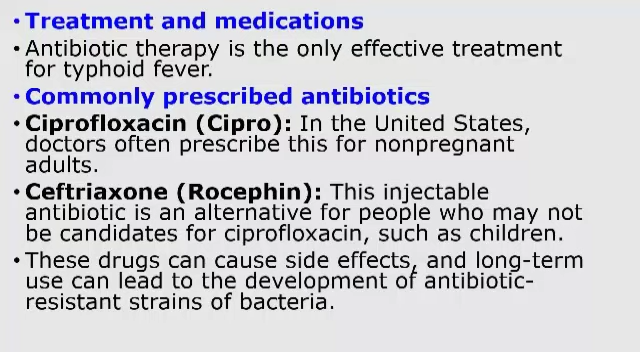 • Treatment and medications
• Antibiotic therapy is the only effective treatment
for typhoid fever.
• Commonly prescribed antibiotics
• Ciprofloxacin (Cipro): In the United States,
doctors often prescribe this for nonpregnant
adults.
• Ceftriaxone (Rocephin): This injectable
antibiotic is an alternative for people who may not
be candidates for ciprofloxacin, such as children.
• These drugs can cause side effects, and long-term
use can lead to the development of antibiotic-
resistant strains of bacteria.